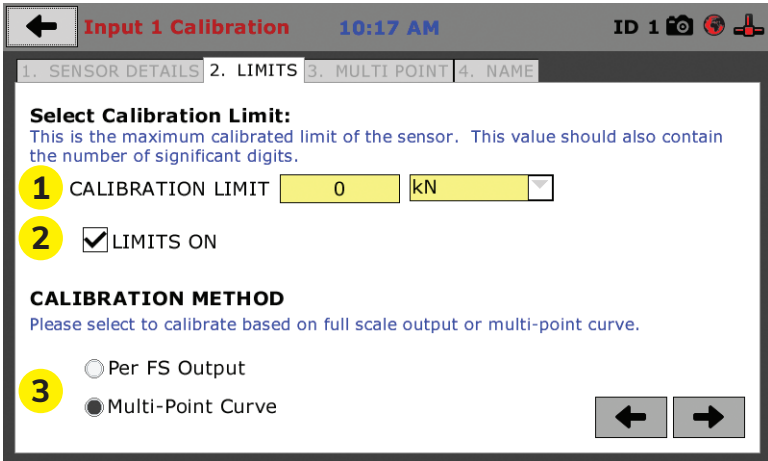 Input 1 Calibration 10:17 AM ID 1
1. SENSOR DETAILS 2. LIMITS 3. MULTI POINT 4. NAME
Select Calibration Limit:
This is the maximum calibrated limit of the sensor. This value should also contain
the number of significant digits.
1 CALIBRATION LIMIT 0 kN
2 LIMITS ON
CALIBRATION METHOD
Please select to calibrate based on full scale output or multi-point curve.
Per FS Output
3
Multi-Point Curve